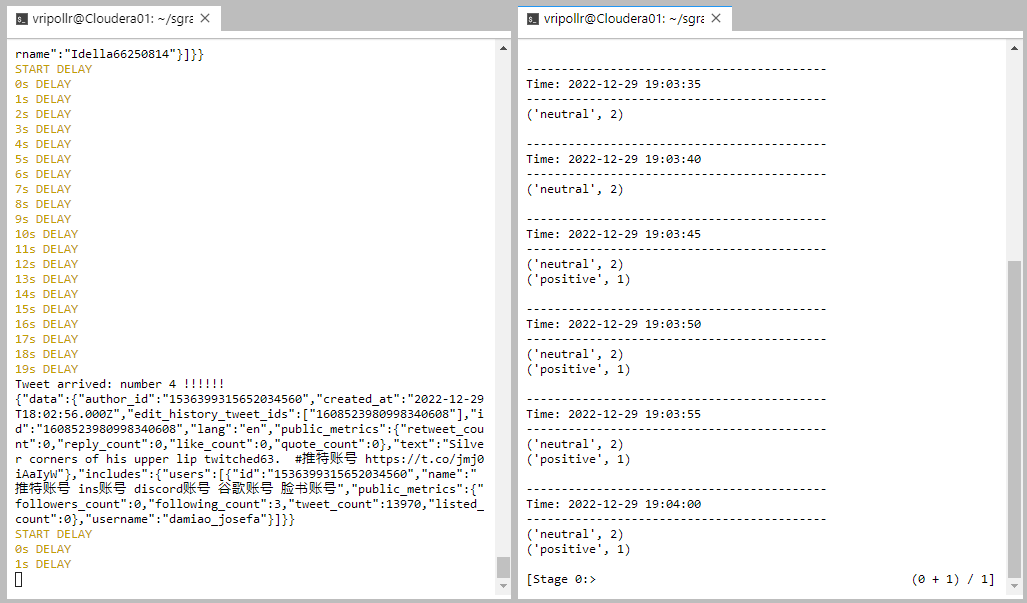 vripollr@Cloudera01: ~/sgra
rname":"Idella66250814"}]}}
START DELAY
0s DELAY
1s DELAY
2s DELAY
3s DELAY
4s DELAY
5s DELAY
6s DELAY
7s DELAY
8s DELAY
9s DELAY
10s DELAY
11s DELAY
12s DELAY
13s DELAY
14s DELAY
15s DELAY
16s DELAY
17s DELAY
18s DELAY
19s DELAY
Tweet arrived: number 4 !!!!!!
{"data":{"author_id":"1536399315652034560","created_at":"2022-12-29
T18:02:56.000Z","edit_history_tweet_ids":["1608523980998340608"],"i
d":"1608523980998340608","lang":"en","public_metrics":{"retweet_cou
nt":0,"reply_count":0,"like_count":0,"quote_count":0},"text":"Silve
r corners of his upper lip twitched63.  #推特账号 https://t.co/jmj0
iAaIyW"},"includes":{"users":[{"id":"1536399315652034560","name":"
推特账号 ins账号 discord账号 谷歌账号 脸书账号","public_metrics":{"
followers_count":0,"following_count":3,"tweet_count":13970,"listed_
count":0},"username":"damiao_josefa"}]}}
START DELAY
0s DELAY
1s DELAY
vripollr@Cloudera01: ~/sgra
-------------------------------------------
Time: 2022-12-29 19:03:35
-------------------------------------------
('neutral', 2)
-------------------------------------------
Time: 2022-12-29 19:03:40
-------------------------------------------
('neutral', 2)
-------------------------------------------
Time: 2022-12-29 19:03:45
-------------------------------------------
('neutral', 2)
('positive', 1)
-------------------------------------------
Time: 2022-12-29 19:03:50
-------------------------------------------
('neutral', 2)
('positive', 1)
-------------------------------------------
Time: 2022-12-29 19:03:55
-------------------------------------------
('neutral', 2)
('positive', 1)
-------------------------------------------
Time: 2022-12-29 19:04:00
-------------------------------------------
('neutral', 2)
('positive', 1)
[Stage 0:> (0 + 1) / 1]